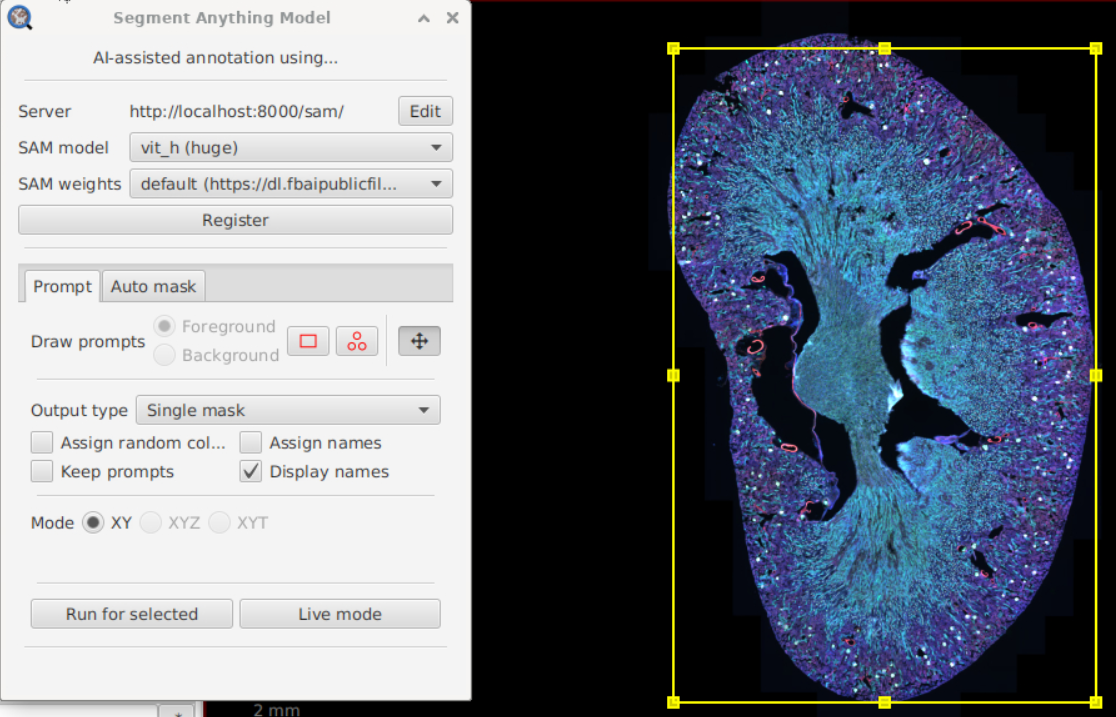 Segment Anything Model
AI-assisted annotation using...
Server http://localhost:8000/sam/ Edit
SAM model vit_h (huge)
SAM weights default (https://dl.fbaipublicfil...
Register
Prompt Auto mask
Draw prompts Foreground
Background
Output type Single mask
Assign random col... Assign names
Keep prompts Display names
Mode XY XYZ XYT
Run for selected Live mode
2 mm